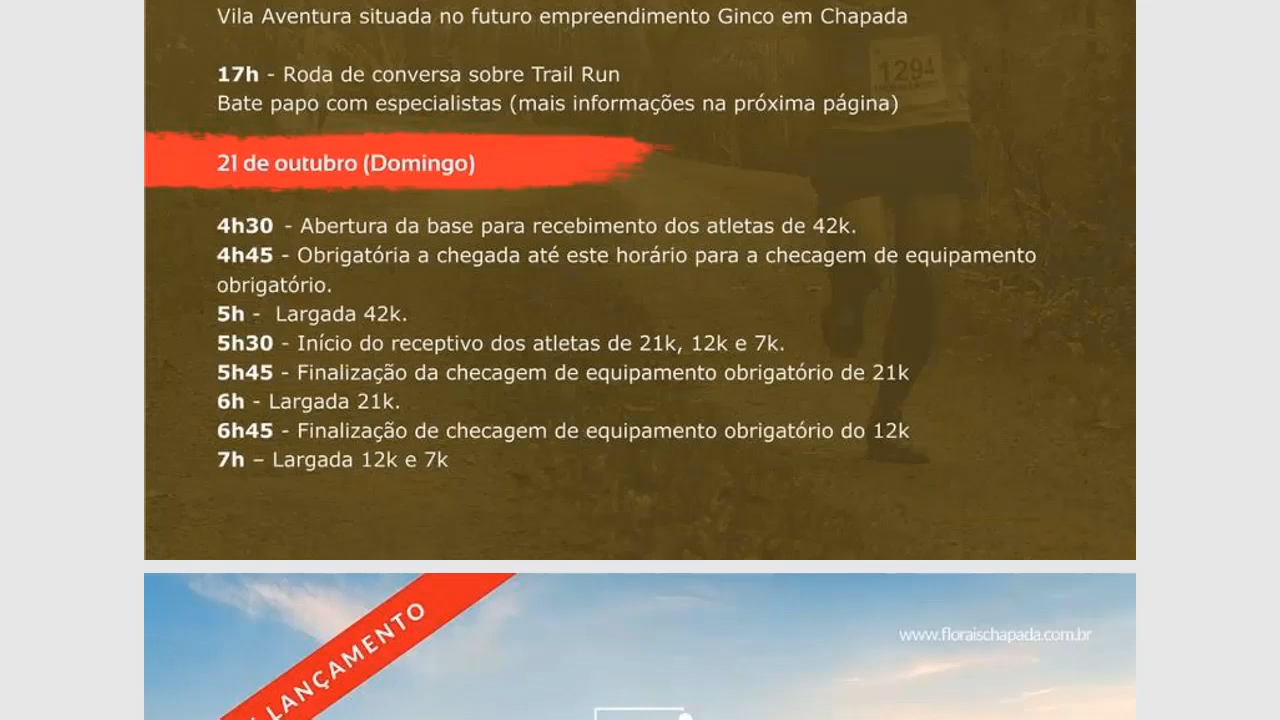 Vila Aventura situada no futuro empreendimento Ginco em Chapada
1294
17h - Roda de conversa sobre Trail Run
Bate papo com especialistas (mais informações na próxima página)
21 de outubro (Domingo)
4h30 - Abertura da base para recebimento dos atletas de 42k.
4h45 - Obrigatória a chegada até este horário para a checagem de equipamento
obrigatório.
5h - Largada 42k.
5h30 - Início do receptivo dos atletas de 21k, 12k e 7k.
5h45 - Finalização da checagem de equipamento obrigatório de 21k
6h - Largada 21k.
6h45 - Finalização de checagem de equipamento obrigatório do 12k
7h – Largada 12k e 7k
LANÇAMENTO
www.floraischapada.com.br